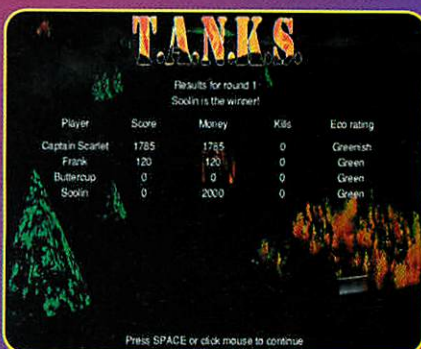 T.A.N.K.S.
Results for round 1
Soolin is the winner!
Player Score Money Kills Eco rating
Captain Scarlet 1785 1785 0 Greenish
Frank 120 120 0 Green
Buttercup 0 0 0 Green
Soolin 0 2000 0 Green
Press SPACE or click mouse to continue